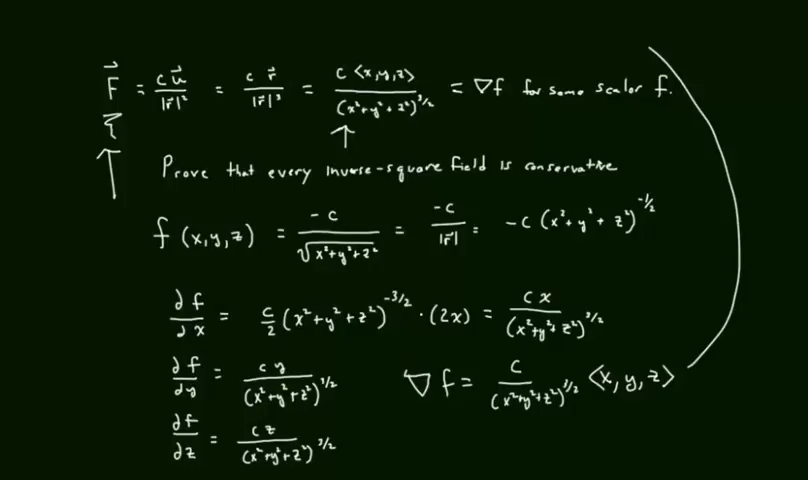 F⃗ = c u⃗ / |r⃗|² = c r⃗ / |r⃗|³ = c <x, y, z> / (x²+y²+z²)^3/2 = ∇f for some scalar f.
Prove that every inverse-square field is conservative
f (x, y, z) = -c / √x²+y²+z² = -c / |r⃗| = -c (x²+y²+z²)^-1/2
∂f/∂x = c/2 (x²+y²+z²)^-3/2 · (2x) = cx / (x²+y²+z²)^3/2
∂f/∂y = cy / (x²+y²+z²)^3/2
∇f = c / (x²+y²+z²)^3/2 <x, y, z>
∂f/∂z = cz / (x²+y²+z²)^3/2